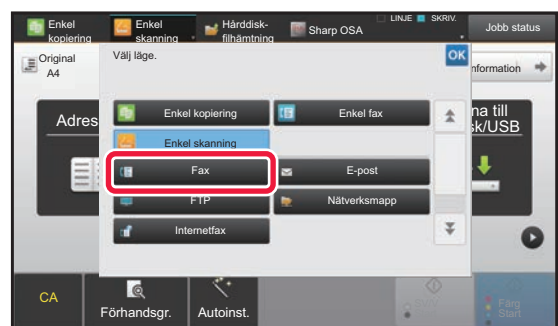 Enkel
kopiering
Enkel
skanning
Hårddisk-
filhämtning
Sharp OSA
LINJE
SKRIV.
Jobb status
Original
A4
Välj läge.
OK
nformation
Adres
na till
sk/USB
Enkel kopiering
Enkel fax
Enkel skanning
Fax
E-post
FTP
Nätverksmapp
Internetfax
CA
Förhandsgr.
Autoinst.
Färg
Start